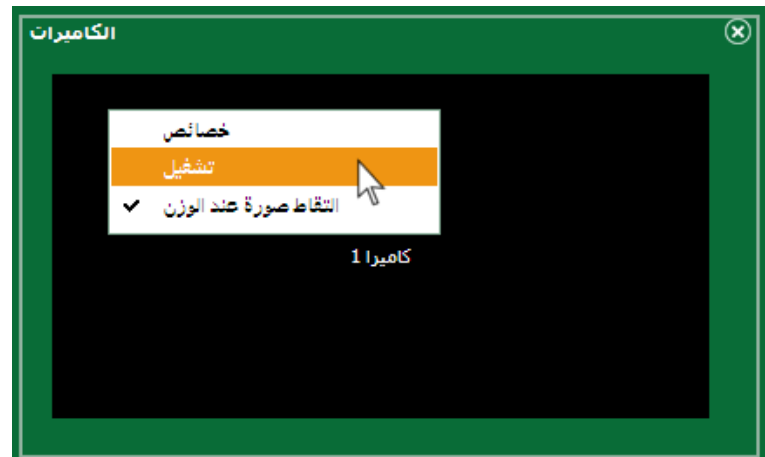 الكاميرات
خصائص
تشغيل
التقاط صورة عند الوزن
كاميرا 1